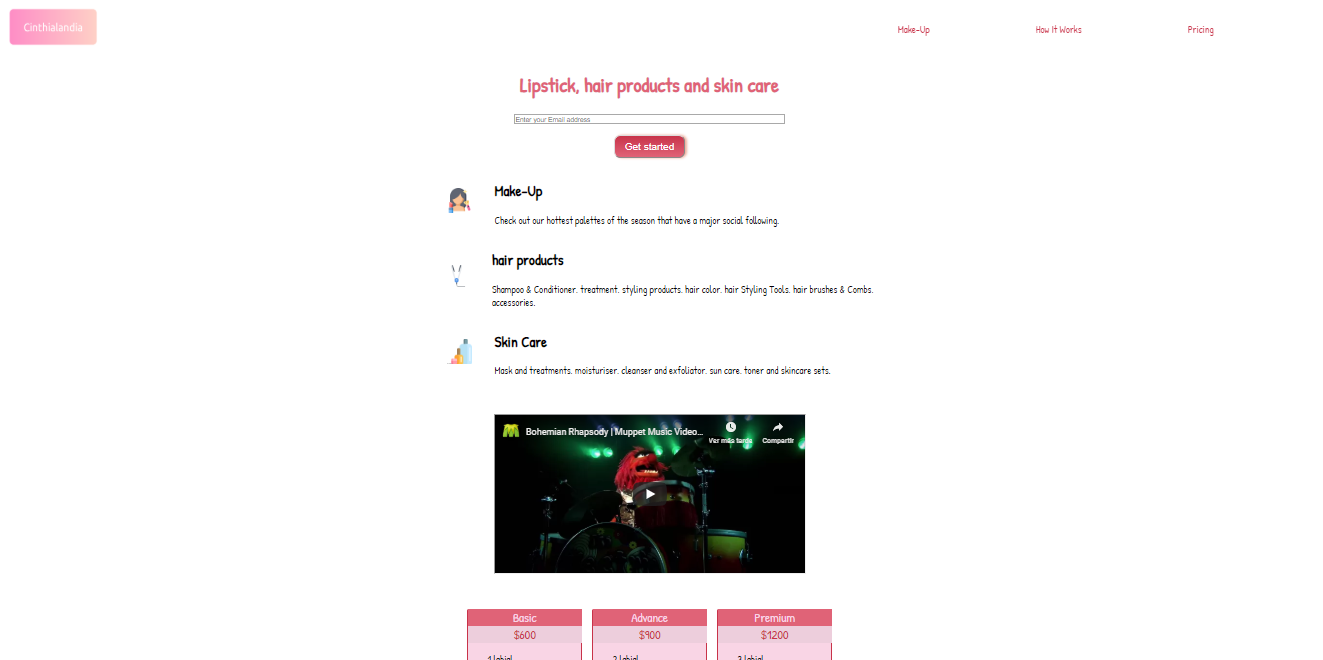 Cinthialandia
Make-Up
How It Works
Pricing
Lipstick, hair products and skin care
Enter your Email address
Get started
Make-Up
Check out our hottest palettes of the season that have a major social following.
hair products
Shampoo & Conditioner. treatment. styling products. hair color. hair Styling Tools. hair brushes & Combs.
accessories.
Skin Care
Mask and treatments. moisturiser. cleanser and exfoliator. sun care. toner and skincare sets.
Bohemian Rhapsody | Muppet Music Video...
Ver más tarde
Compartir
Basic
Advance
Premium
$600
$900
$1200
1 labial
2 labial
3 labial